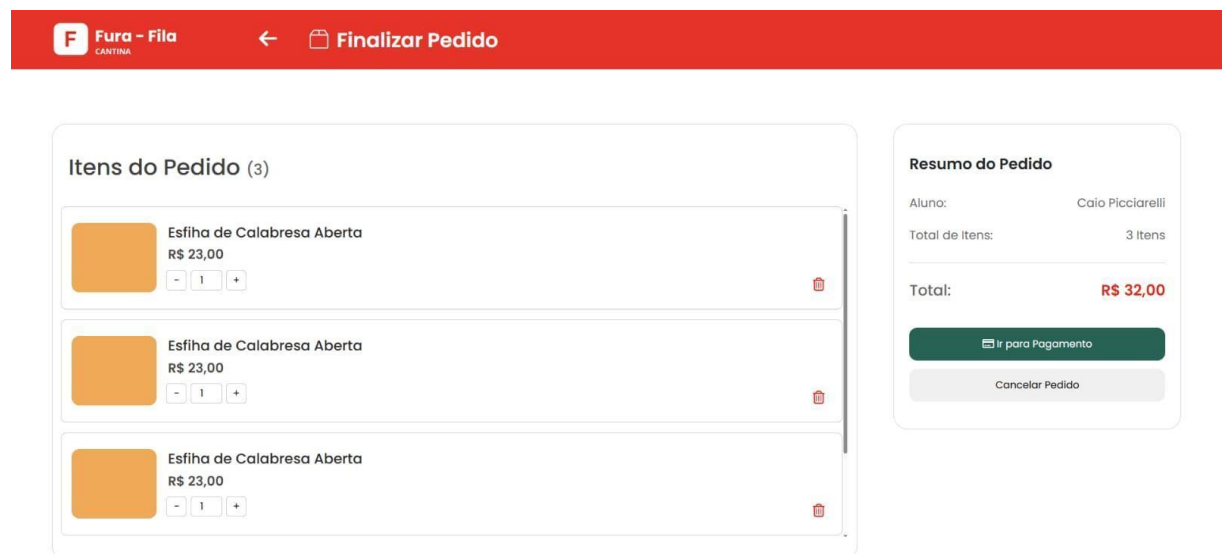 F Fura - Fila
CANTINA
Finalizar Pedido
Itens do Pedido (3)
Esfiha de Calabresa Aberta
R$ 23,00
- 1 +
Esfiha de Calabresa Aberta
R$ 23,00
- 1 +
Esfiha de Calabresa Aberta
R$ 23,00
- 1 +
Resumo do Pedido
Aluno: Caio Picciarelli
Total de Itens: 3 Itens
Total: R$ 32,00
Ir para Pagamento
Cancelar Pedido